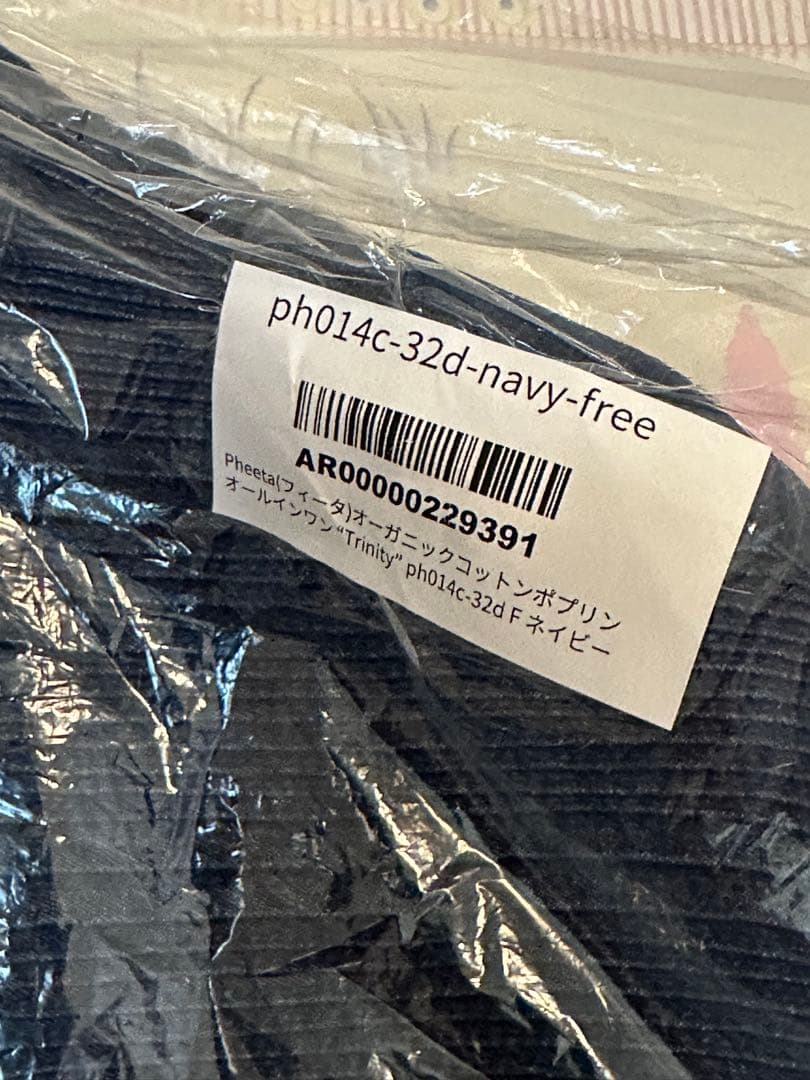 ph014c-32d-navy-free
AR00000229391
Pheeta(フィータ)オーガニックコットンポプリン
オールインワン“Trinity” ph014c-32d F ネイビー